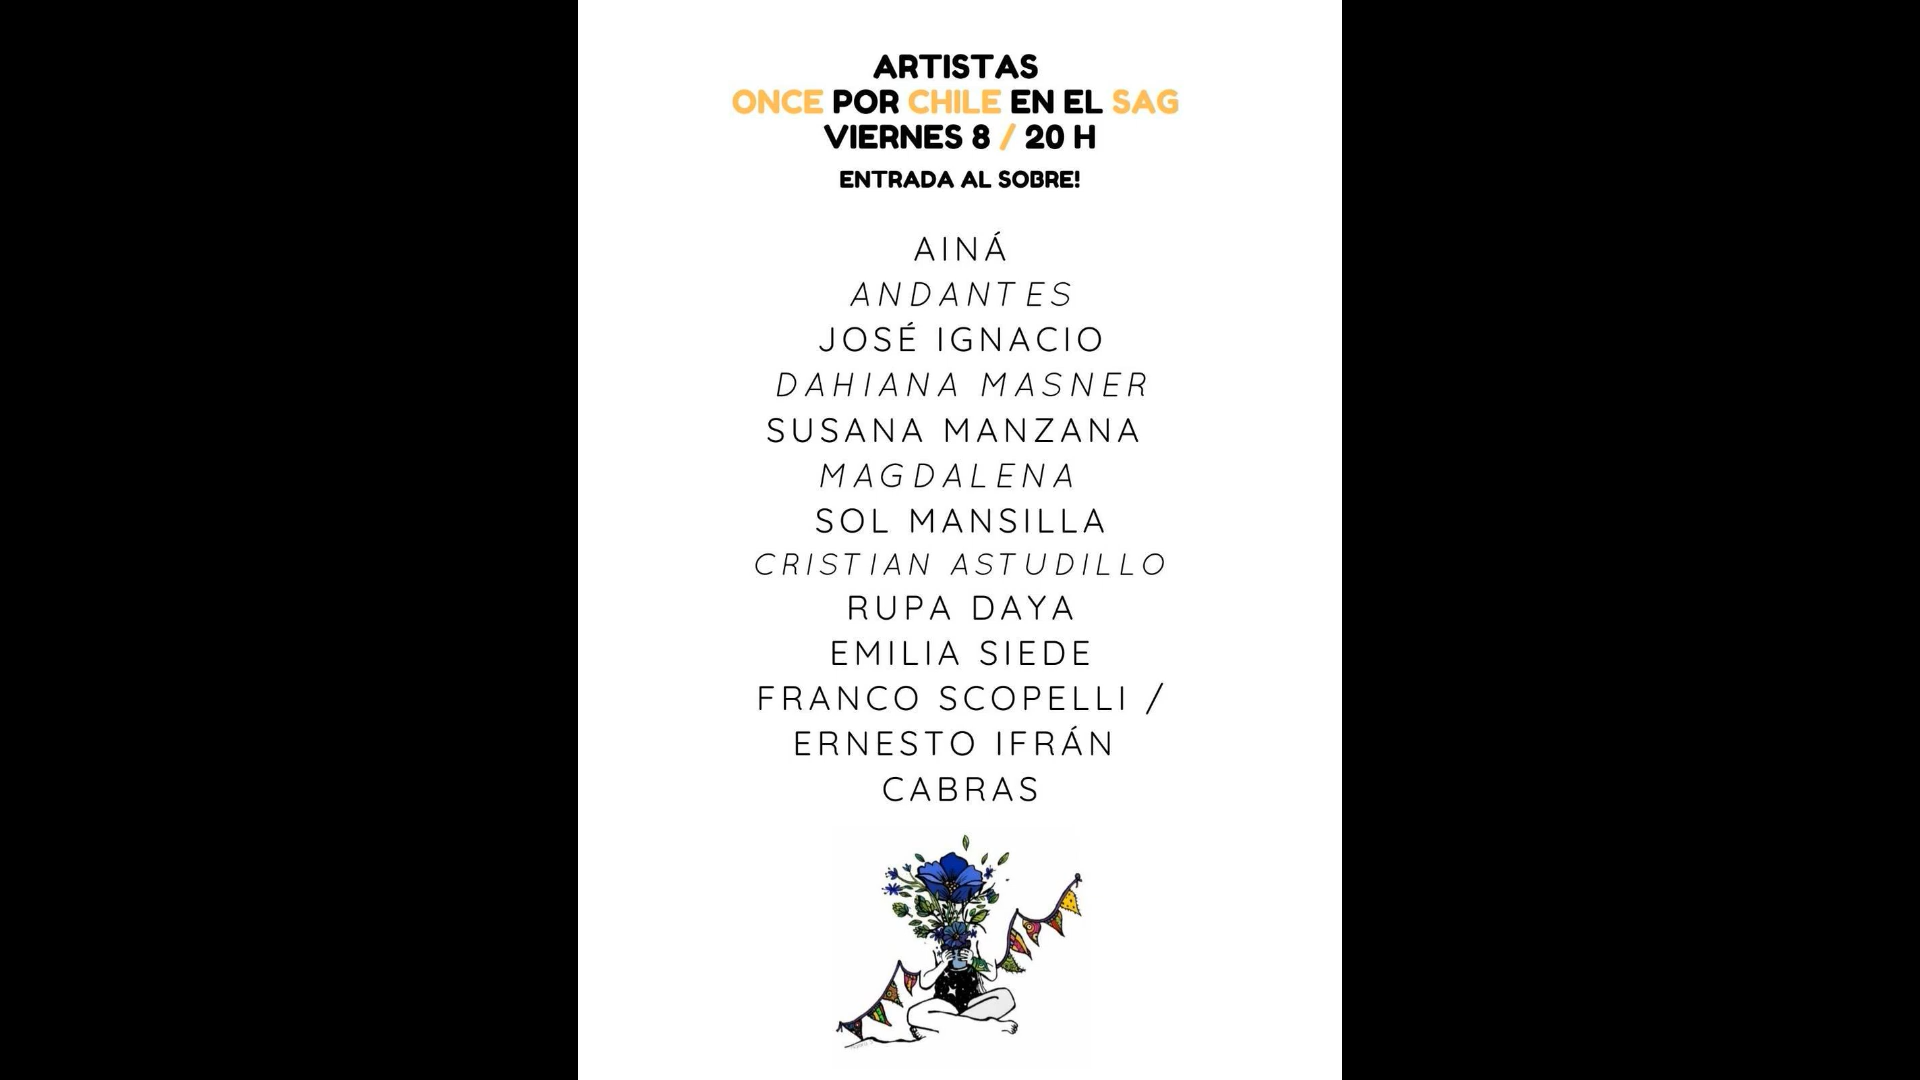 ARTISTAS
ONCE POR CHILE EN EL SAG
VIERNES 8 / 20 H
ENTRADA AL SOBRE!
AINÁ
ANDANTES
JOSÉ IGNACIO
DAHIANA MASNER
SUSANA MANZANA
MAGDALENA
SOL MANSILLA
CRISTIAN ASTUDILLO
RUPA DAYA
EMILIA SIEDE
FRANCO SCOPELLI /
ERNESTO IFRÁN
CABRAS